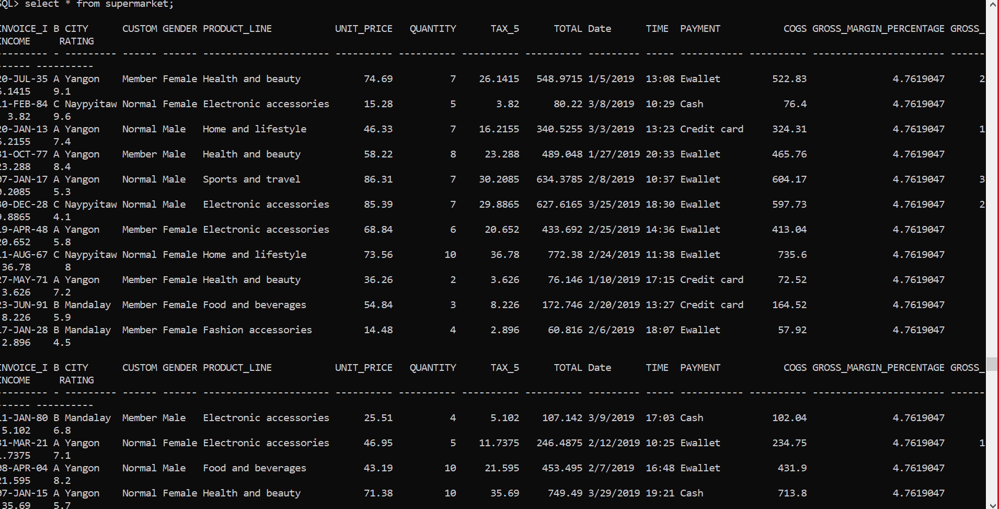 SQL> select * from supermarket;
INVOICE_I B CITY CUSTOM GENDER PRODUCT_LINE UNIT_PRICE QUANTITY TAX_5 TOTAL Date TIME PAYMENT COGS GROSS_MARGIN_PERCENTAGE GROSS_
INCOME RATING
--------- - --------- ------ ------ ---------------------- ---------- ---------- ---------- ---------- --------- ----- ----------- ---------- ----------------------- ------
------ ----------
20-JUL-35 A Yangon Member Female Health and beauty 74.69 7 26.1415 548.9715 1/5/2019 13:08 Ewallet 522.83 4.7619047 2
6.1415 9.1
11-FEB-84 C Naypyitaw Normal Female Electronic accessories 15.28 5 3.82 80.22 3/8/2019 10:29 Cash 76.4 4.7619047
3.82 9.6
20-JAN-13 A Yangon Normal Male Home and lifestyle 46.33 7 16.2155 340.5255 3/3/2019 13:23 Credit card 324.31 4.7619047 1
6.2155 7.4
31-OCT-77 A Yangon Member Male Health and beauty 58.22 8 23.288 489.048 1/27/2019 20:33 Ewallet 465.76 4.7619047
23.288 8.4
07-JAN-17 A Yangon Normal Male Sports and travel 86.31 7 30.2085 634.3785 2/8/2019 10:37 Ewallet 604.17 4.7619047 3
0.2085 5.3
30-DEC-28 C Naypyitaw Normal Male Electronic accessories 85.39 7 29.8865 627.6165 3/25/2019 18:30 Ewallet 597.73 4.7619047 2
9.8865 4.1
19-APR-48 A Yangon Member Female Electronic accessories 68.84 6 20.652 433.692 2/25/2019 14:36 Ewallet 413.04 4.7619047
20.652 5.8
11-AUG-67 C Naypyitaw Normal Female Home and lifestyle 73.56 10 36.78 772.38 2/24/2019 11:38 Ewallet 735.6 4.7619047
36.78 8
27-MAY-71 A Yangon Member Female Health and beauty 36.26 2 3.626 76.146 1/10/2019 17:15 Credit card 72.52 4.7619047
3.626 7.2
23-JUN-91 B Mandalay Member Female Food and beverages 54.84 3 8.226 172.746 2/20/2019 13:27 Credit card 164.52 4.7619047
8.226 5.9
17-JAN-28 B Mandalay Member Female Fashion accessories 14.48 4 2.896 60.816 2/6/2019 18:07 Ewallet 57.92 4.7619047
2.896 4.5
INVOICE_I B CITY CUSTOM GENDER PRODUCT_LINE UNIT_PRICE QUANTITY TAX_5 TOTAL Date TIME PAYMENT COGS GROSS_MARGIN_PERCENTAGE GROSS_
INCOME RATING
--------- - --------- ------ ------ ---------------------- ---------- ---------- ---------- ---------- --------- ----- ----------- ---------- ----------------------- ------
------ ----------
11-JAN-80 B Mandalay Member Male Electronic accessories 25.51 4 5.102 107.142 3/9/2019 17:03 Cash 102.04 4.7619047
5.102 6.8
31-MAR-21 A Yangon Normal Female Electronic accessories 46.95 5 11.7375 246.4875 2/12/2019 10:25 Ewallet 234.75 4.7619047 1
1.7375 7.1
08-APR-04 A Yangon Normal Male Food and beverages 43.19 10 21.595 453.495 2/7/2019 16:48 Ewallet 431.9 4.7619047
21.595 8.2
07-JAN-15 A Yangon Normal Female Health and beauty 71.38 10 35.69 749.49 3/29/2019 19:21 Cash 713.8 4.7619047
35.69 5.7